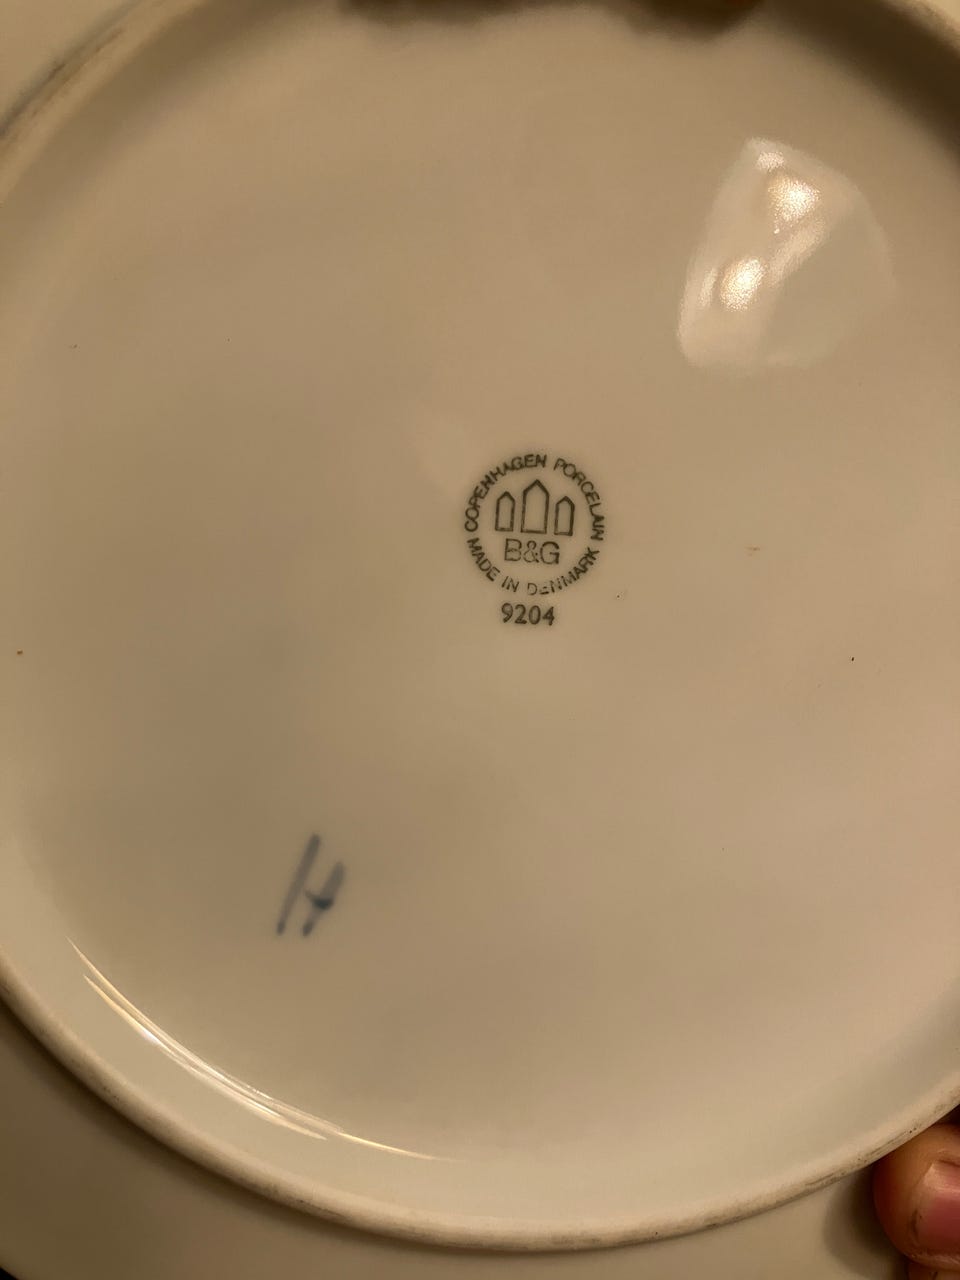 COPENHAGEN PORCELAIN
B&G
MADE IN DENMARK
9204